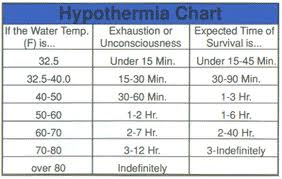 Hypothermia Chart
If the Water Temp. (F) is... Exhaustion or Unconsciousness Expected Time of Survival is...
32.5 Under 15 Min. Under 15-45 Min.
32.5-40.0 15-30 Min. 30-90 Min.
40-50 30-60 Min. 1-3 Hr.
50-60 1-2 Hr. 1-6 Hr.
60-70 2-7 Hr. 2-40 Hr.
70-80 3-12 Hr. 3-Indefinitely
over 80 Indefinitely